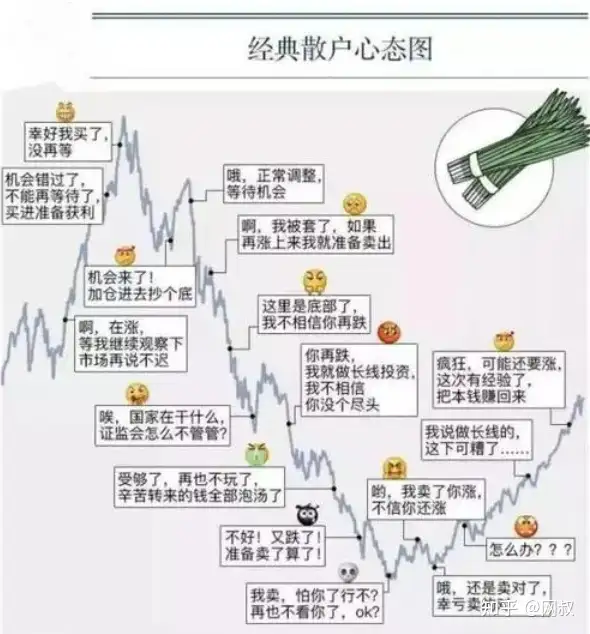 经典散户心态图
幸好我买了，
没再等
机会错过了，
不能再等待了，
买进准备获利
哦，正常调整，
等待机会
啊，我被套了，如果
再涨上来我就准备卖出
机会来了！
加仓进去抄个底
这里是底部了，
我不相信你再跌
啊，在涨，
等我继续观察下
市场再说不迟
你再跌，
我就做长线投资，
我不相信
你没个尽头
疯狂，可能还要涨，
这次有经验了，
把本钱赚回来
唉，国家在干什么，
证监会怎么不管管？
我说做长线的，
这下可糟了……
受够了，再也不玩了，
辛苦转来的钱全部泡汤了
哟，我卖了你涨，
不信你还涨
不好！又跌了！
准备卖了算了！
怎么办？？？
我卖，怕你了行不？
再也不看你了，ok?
哦，还是卖对了，
幸亏卖
知乎 @网叔